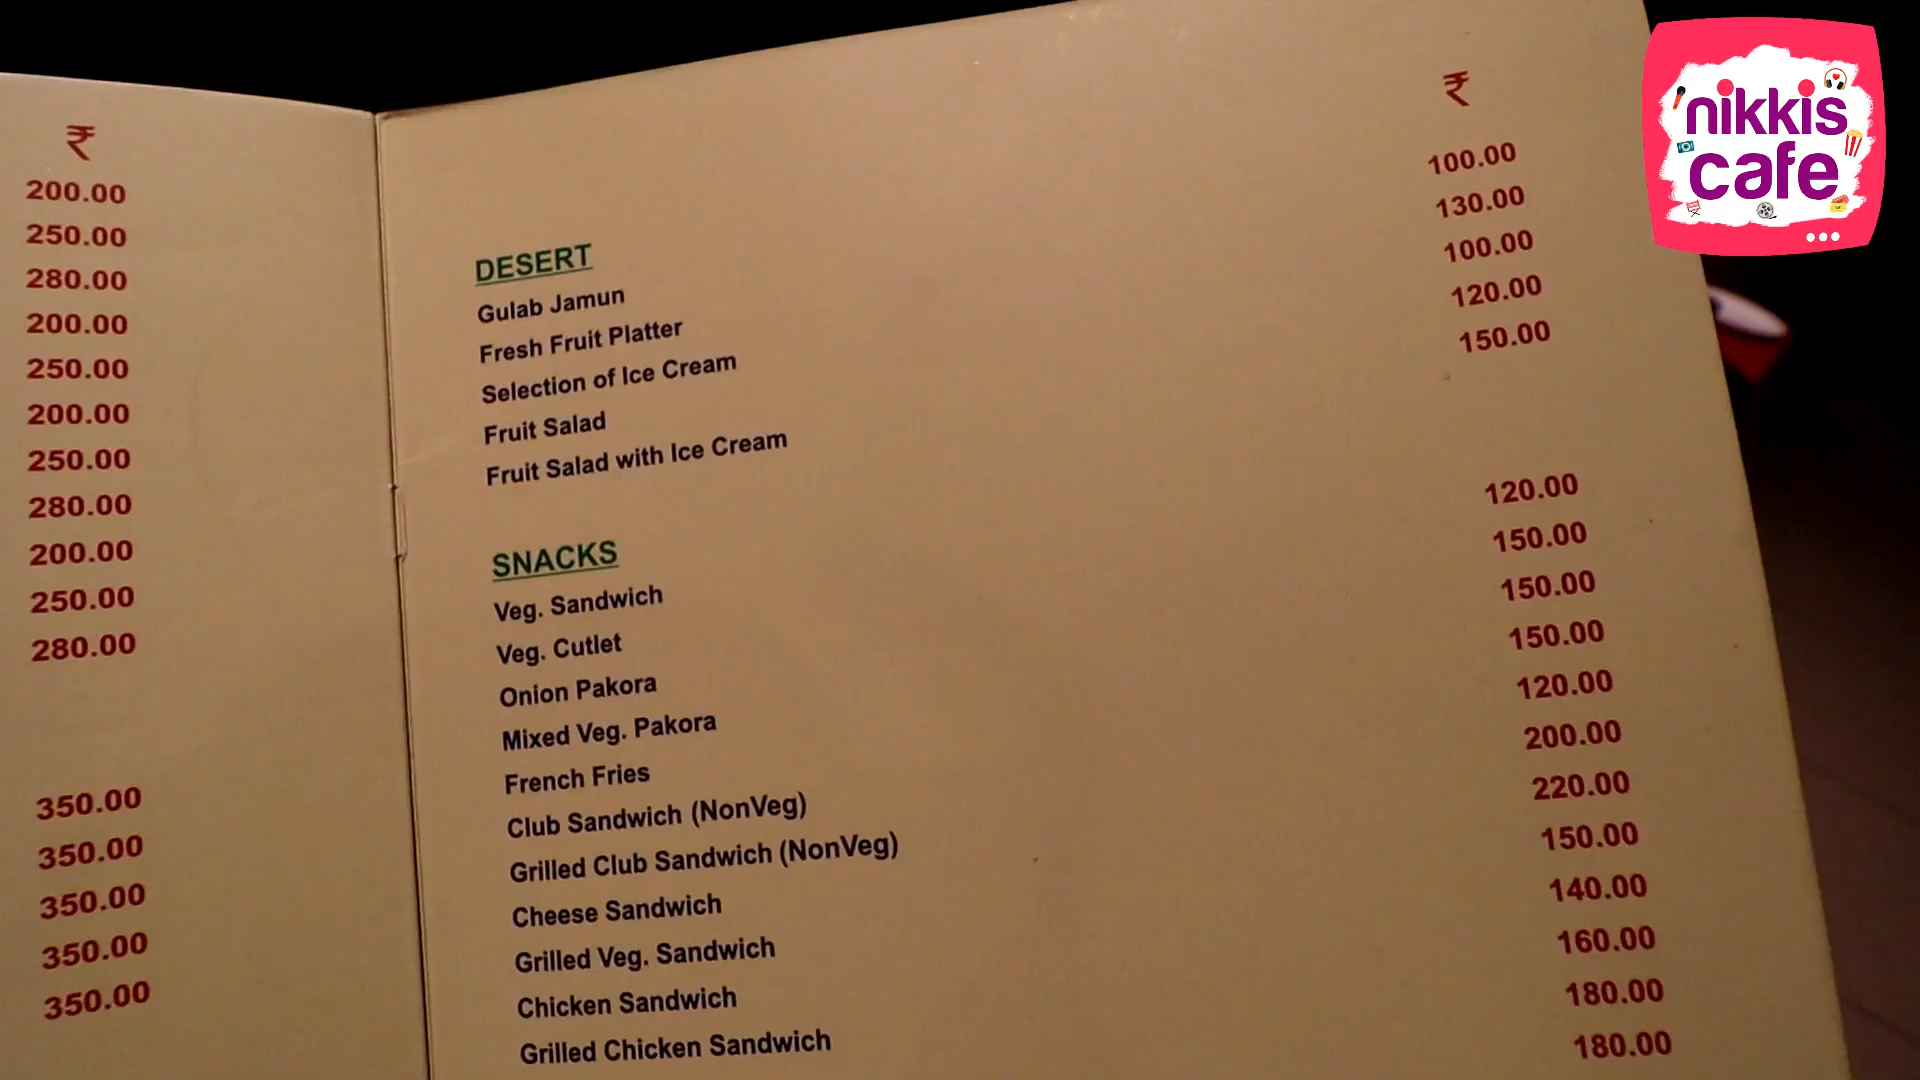 ₹
200.00
250.00
280.00
200.00
250.00
200.00
250.00
280.00
200.00
250.00
280.00
350.00
350.00
350.00
350.00
350.00
₹
DESERT
Gulab Jamun 100.00
Fresh Fruit Platter 130.00
Selection of Ice Cream 100.00
Fruit Salad 120.00
Fruit Salad with Ice Cream 150.00
SNACKS
Veg. Sandwich 120.00
Veg. Cutlet 150.00
Onion Pakora 150.00
Mixed Veg. Pakora 150.00
French Fries 120.00
Club Sandwich (NonVeg) 200.00
Grilled Club Sandwich (NonVeg) 220.00
Cheese Sandwich 150.00
Grilled Veg. Sandwich 140.00
Chicken Sandwich 160.00
Grilled Chicken Sandwich 180.00
180.00
nikkis
cafe